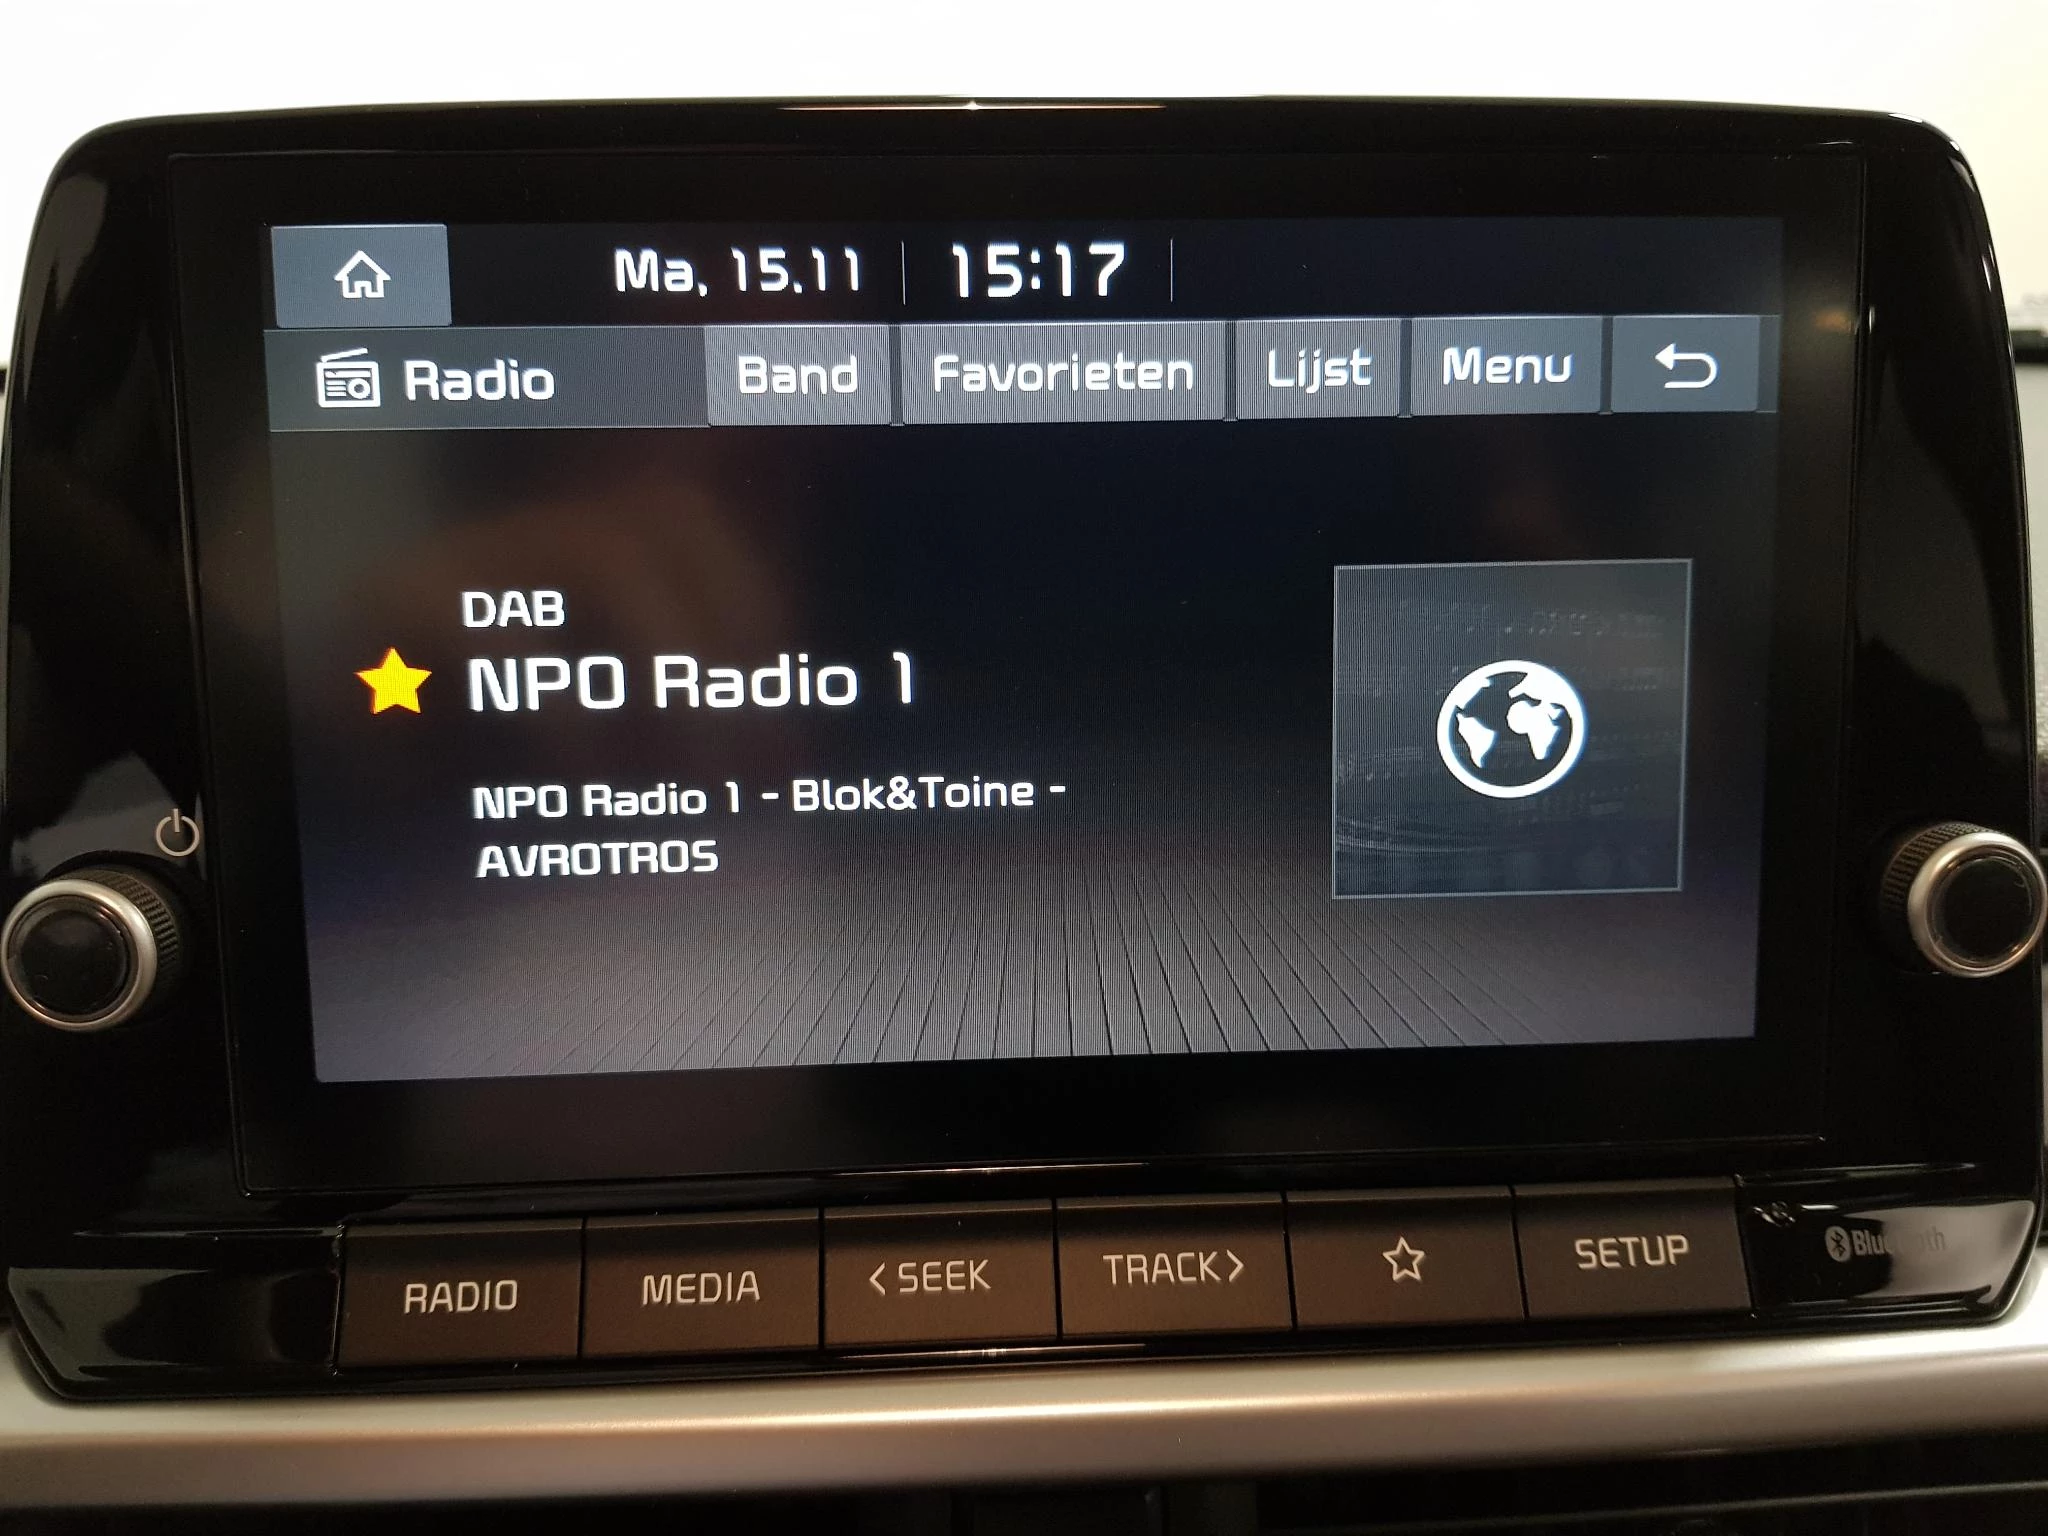 Ma, 15.11 15:17
Radio Band Favorieten Lijst Menu
DAB
NPO Radio 1
NPO Radio 1 - Blok&Toine -
AVROTROS
RADIO MEDIA <SEEK TRACK> SETUP
Bluetooth